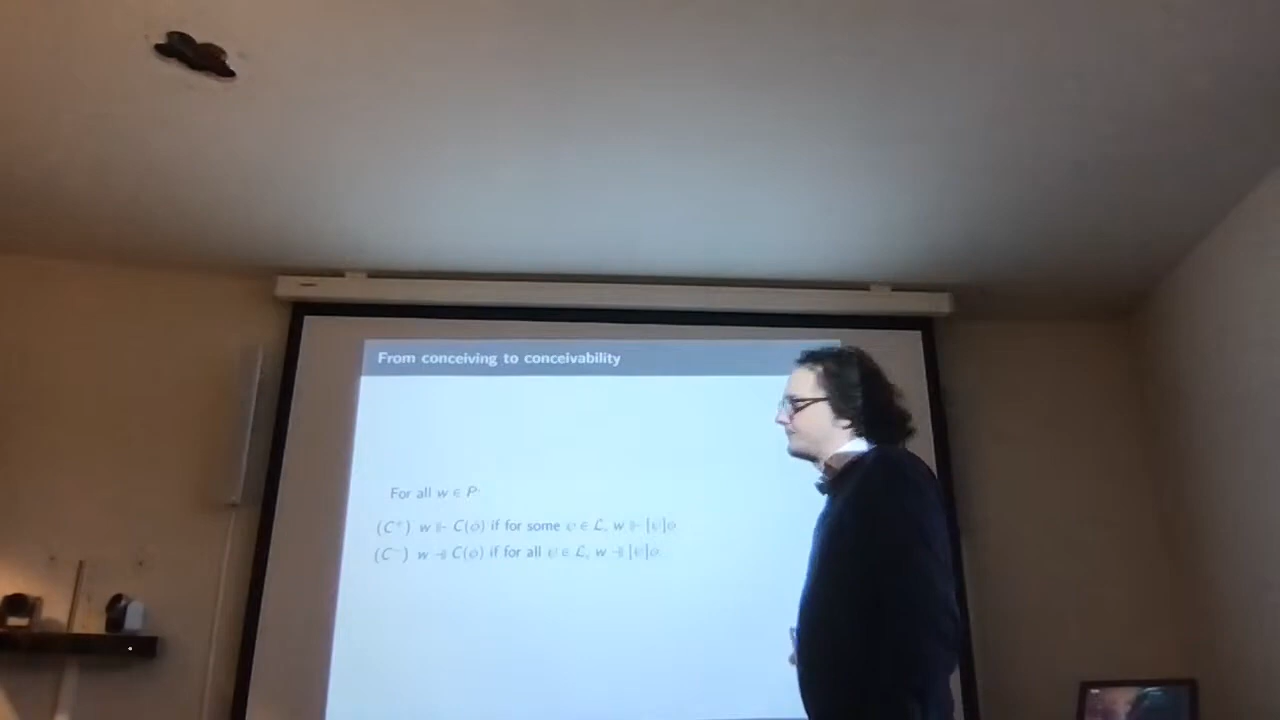 From conceiving to conceivability
For all w ∈ P:
(C⁺) w ⊩ C(φ) if for some ψ ∈ ℒ, w ⊩ [ψ]φ.
(C⁻) w ⫣ C(φ) if for all ψ ∈ ℒ, w ⫣ [ψ]φ.